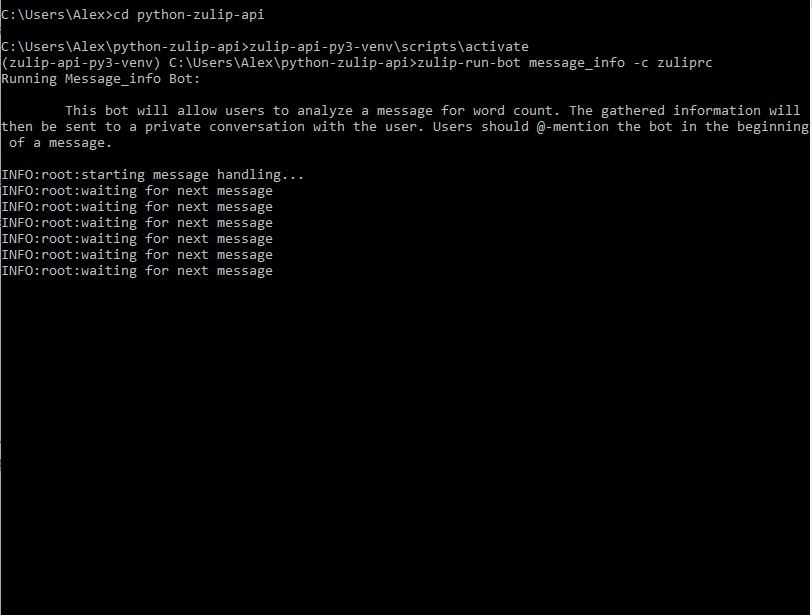 C:\Users\Alex>cd python-zulip-api
C:\Users\Alex\python-zulip-api>zulip-api-py3-venv\scripts\activate
(zulip-api-py3-venv) C:\Users\Alex\python-zulip-api>zulip-run-bot message_info -c zuliprc
Running Message_info Bot:
This bot will allow users to analyze a message for word count. The gathered information will
then be sent to a private conversation with the user. Users should @-mention the bot in the beginning
of a message.
INFO:root:starting message handling...
INFO:root:waiting for next message
INFO:root:waiting for next message
INFO:root:waiting for next message
INFO:root:waiting for next message
INFO:root:waiting for next message
INFO:root:waiting for next message